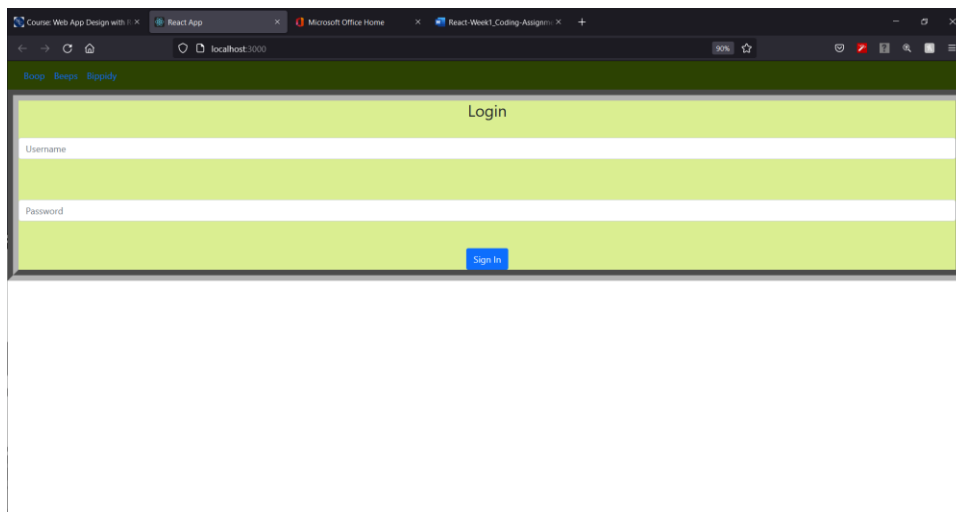 Course: Web App Design with
React App
Microsoft Office Home
React-Week1_Coding-Assignm
localhost:3000
90%
Boop Beeps Bippidy
Login
Username
Password
Sign In